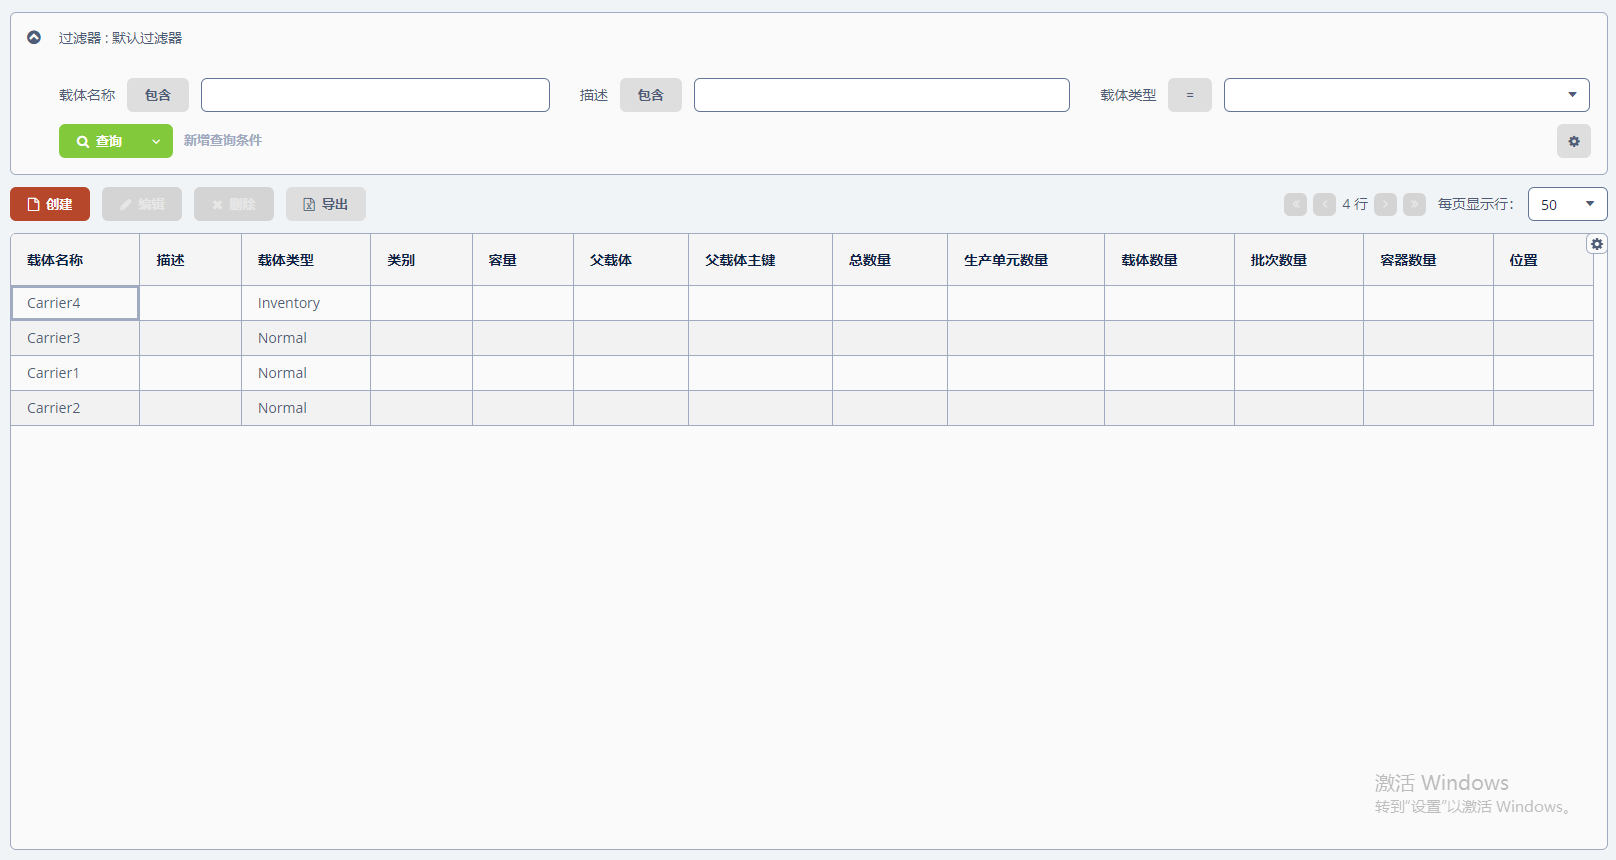 过滤器 : 默认过滤器
载体名称 包含 描述 包含 载体类型 =
查询 新增查询条件
创建 编辑 删除 导出 4 行 每页显示行: 50
载体名称 描述 载体类型 类别 容量 父载体 父载体主键 总数量 生产单元数量 载体数量 批次数量 容器数量 位置
Carrier4 Inventory
Carrier3 Normal
Carrier1 Normal
Carrier2 Normal
激活 Windows
转到“设置”以激活 Windows。